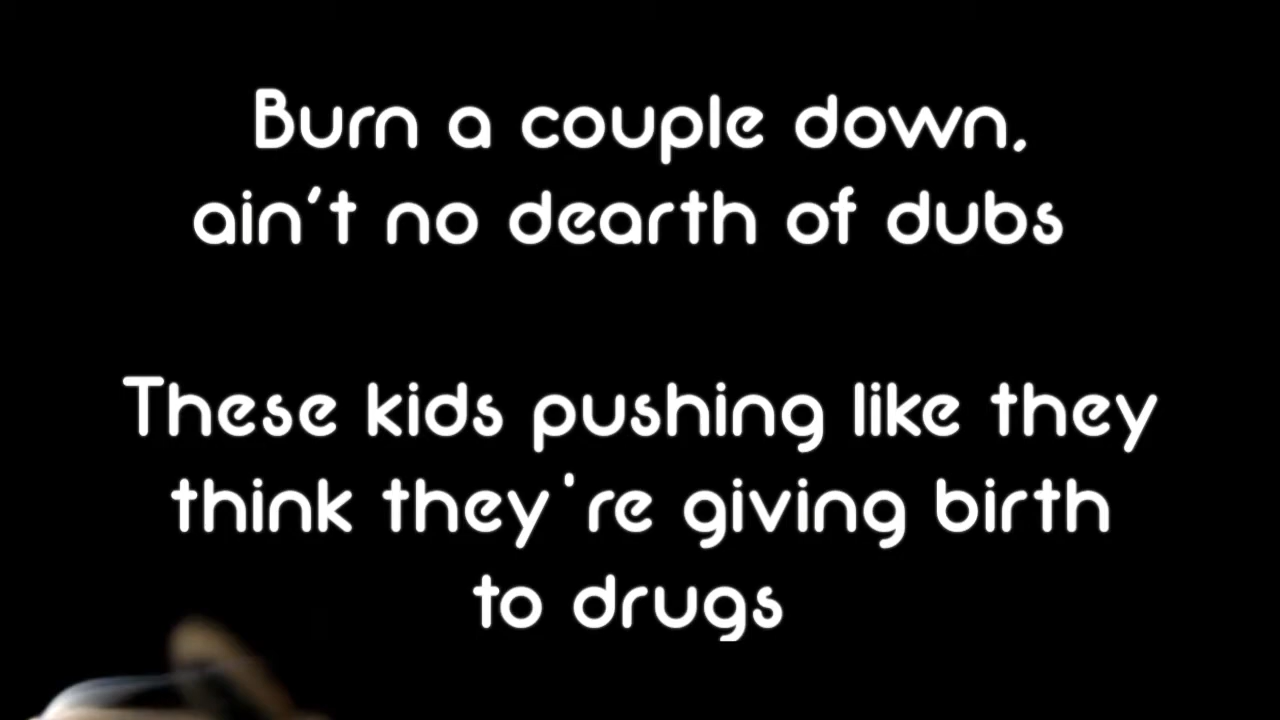 Burn a couple down,
ain't no dearth of dubs
These kids pushing like they
think they're giving birth
to drugs